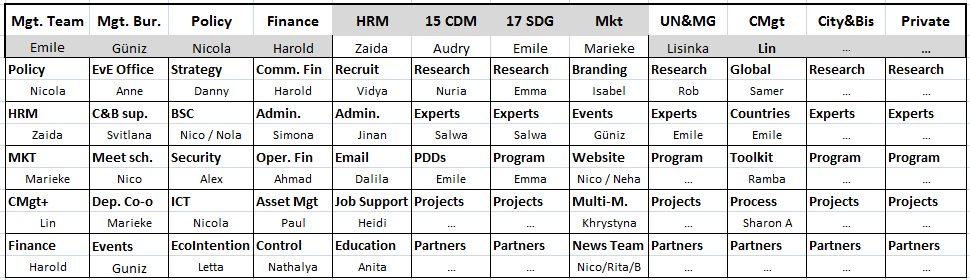 Mgt. Team Mgt. Bur. Policy Finance HRM 15 CDM 17 SDG Mkt UN&MG CMgt City&Bis Private
Emile Güniz Nicola Harold Zaida Audry Emile Marieke Lisinka Lin ... ...
Policy EvE Office Strategy Comm. Fin Recruit Research Research Branding Research Global Research Research
Nicola Anne Danny Harold Vidya Nuria Emma Isabel Rob Samer ... ...
HRM C&B sup. BSC Admin. Admin. Experts Experts Events Experts Countries Experts Experts
Zaida Svitlana Nico / Nola Simona Jinan Salwa Salwa Güniz Emile Emile ... ...
MKT Meet sch. Security Oper. Fin Email PDDs Program Website Program Toolkit Program Program
Marieke Nico Alex Ahmad Dalila Emile Emma Nico / Neha ... Ramba ... ...
CMgt+ Dep. Co-o ICT Asset Mgt Job Support Projects Projects Multi-M. Projects Process Projects Projects
Lin Marieke Nicola Paul Heidi ... ... Khrystyna ... Sharon A ... ...
Finance Events EcoIntention Control Education Partners Partners News Team Partners Partners Partners Partners
Harold Guniz Letta Nathalya Anita ... ... Nico/Rita/B ... ... ... ...